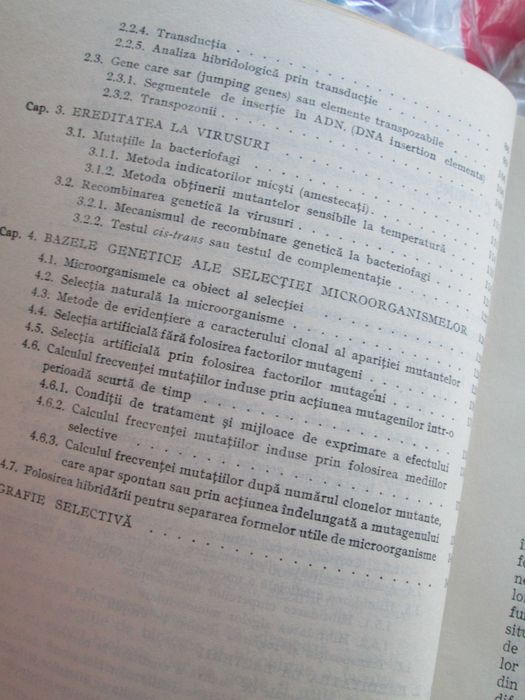 2.2.4. Transducția . . . . . . . . . . . . . . . . . .
2.2.5. Analiza hibridologică prin transducție . . . . . .
2.3. Gene care sar (jumping genes) sau elemente transpozabile
2.3.1. Segmentele de inserție în ADN, (DNA insertion elements)
2.3.2. Transpozonii . . . . . . . . . . . . . . . . .
Cap. 3. EREDITATEA LA VIRUSURI . . . . . . . . . . . .
3.1. Mutațiile la bacteriofagi . . . . . . . . . . . .
3.1.1. Metoda indicatorilor micști (amestecați) . . . . .
3.1.2. Metoda obținerii mutantelor sensibile la temperatură
3.2. Recombinarea genetică la virusuri . . . . . . . . .
3.2.1. Mecanismul de recombinare genetică la bacteriofagi . .
3.2.2. Testul cis-trans sau testul de complementație . . . .
Cap. 4. BAZELE GENETICE ALE SELECȚIEI MICROORGANISMELOR
4.1. Microorganismele ca obiect al selecției . . . . . .
4.2. Selecția naturală la microorganisme . . . . . . . .
4.3. Metode de evidențiere a caracterului clonal al apariției mutantelor
4.4. Selecția artificială fără folosirea factorilor mutageni . . . .
4.5. Selecția artificială prin folosirea factorilor mutageni . . . .
4.6. Calculul frecvenței mutațiilor induse prin acțiunea mutagenilor într-o
perioadă scurtă de timp . . . . . . . . . . . . . .
4.6.1. Condiții de tratament și mijloace de exprimare a efectului
4.6.2. Calculul frecvenței mutațiilor induse prin folosirea mediilor
selective . . . . . . . . . . . . . . . . . . .
4.6.3. Calculul frecvenței mutațiilor după numărul clonelor mutante,
care apar spontan sau prin acțiunea îndelungată a mutagenului
4.7. Folosirea hibridării pentru separarea formelor utile de microorganisme
GRAFIE SELECTIVĂ . . . . . . . . . . . . . . . . .
lor
situ
de
lor
din